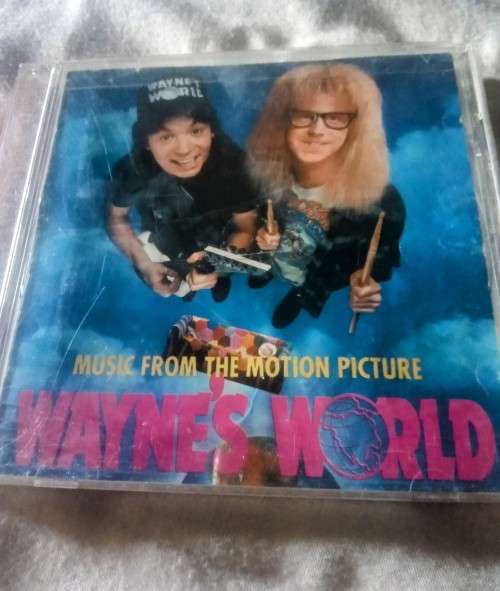 WAYNE'S
WORLD
MUSIC FROM THE MOTION PICTURE
WAYNE'S WORLD